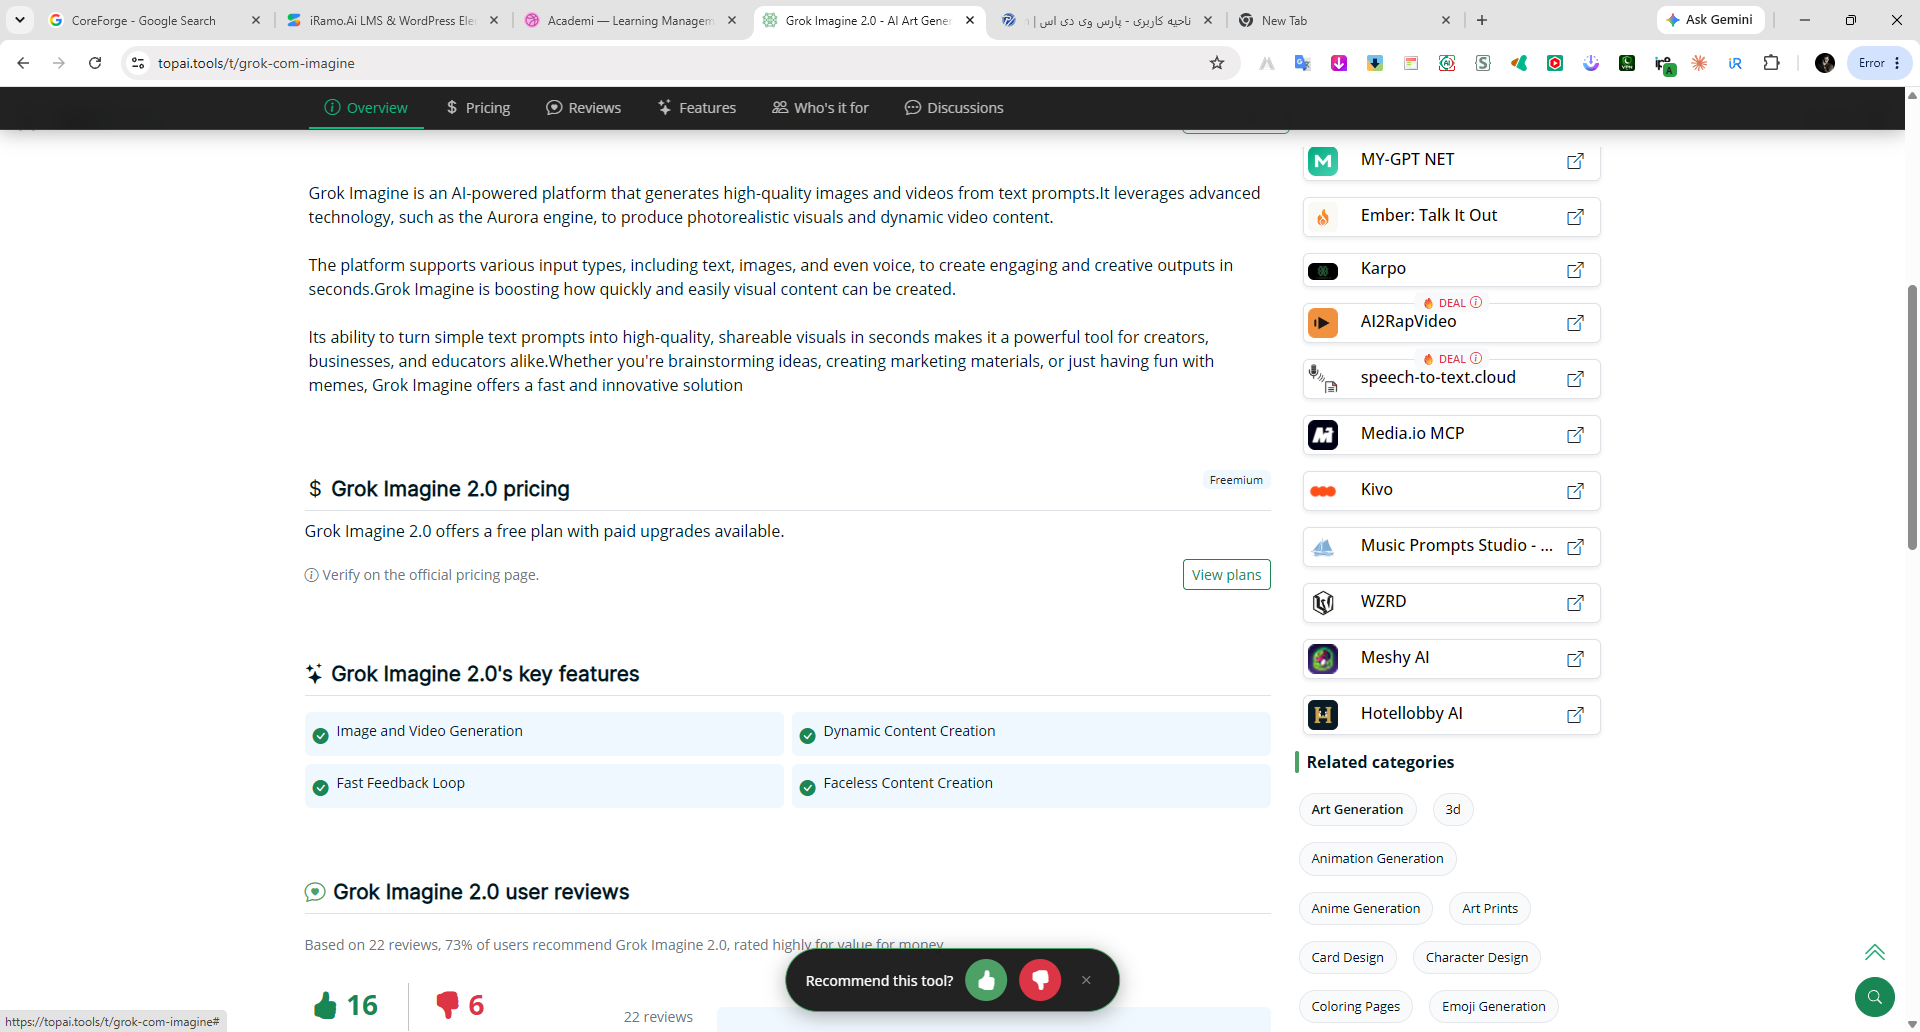 CoreForge - Google Search
iRamo.Ai LMS & WordPress Ele
Academi — Learning Managem
Grok Imagine 2.0 - AI Art Gener
ناحیه کاربری - پارس وی دی اس |
New Tab
Ask Gemini
topai.tools/t/grok-com-imagine
Error
Overview
Pricing
Reviews
Features
Who's it for
Discussions
Grok Imagine is an AI-powered platform that generates high-quality images and videos from text prompts.It leverages advanced
technology, such as the Aurora engine, to produce photorealistic visuals and dynamic video content.
The platform supports various input types, including text, images, and even voice, to create engaging and creative outputs in
seconds.Grok Imagine is boosting how quickly and easily visual content can be created.
Its ability to turn simple text prompts into high-quality, shareable visuals in seconds makes it a powerful tool for creators,
businesses, and educators alike.Whether you're brainstorming ideas, creating marketing materials, or just having fun with
memes, Grok Imagine offers a fast and innovative solution
$ Grok Imagine 2.0 pricing
Freemium
Grok Imagine 2.0 offers a free plan with paid upgrades available.
Verify on the official pricing page.
View plans
Grok Imagine 2.0's key features
Image and Video Generation
Dynamic Content Creation
Fast Feedback Loop
Faceless Content Creation
Grok Imagine 2.0 user reviews
Based on 22 reviews, 73% of users recommend Grok Imagine 2.0, rated highly for value for money
16
6
22 reviews
Recommend this tool?
MY-GPT NET
Ember: Talk It Out
Karpo
DEAL
AI2RapVideo
DEAL
speech-to-text.cloud
Media.io MCP
Kivo
Music Prompts Studio - ...
WZRD
Meshy AI
Hotellobby AI
Related categories
Art Generation
3d
Animation Generation
Anime Generation
Art Prints
Card Design
Character Design
Coloring Pages
Emoji Generation
https://topai.tools/t/grok-com-imagine#